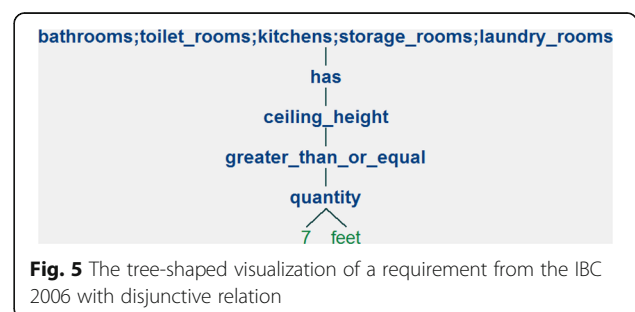 bathrooms;toilet_rooms;kitchens;storage_rooms;laundry_rooms
has
ceiling_height
greater_than_or_equal
quantity
7 feet
Fig. 5 The tree-shaped visualization of a requirement from the IBC
2006 with disjunctive relation